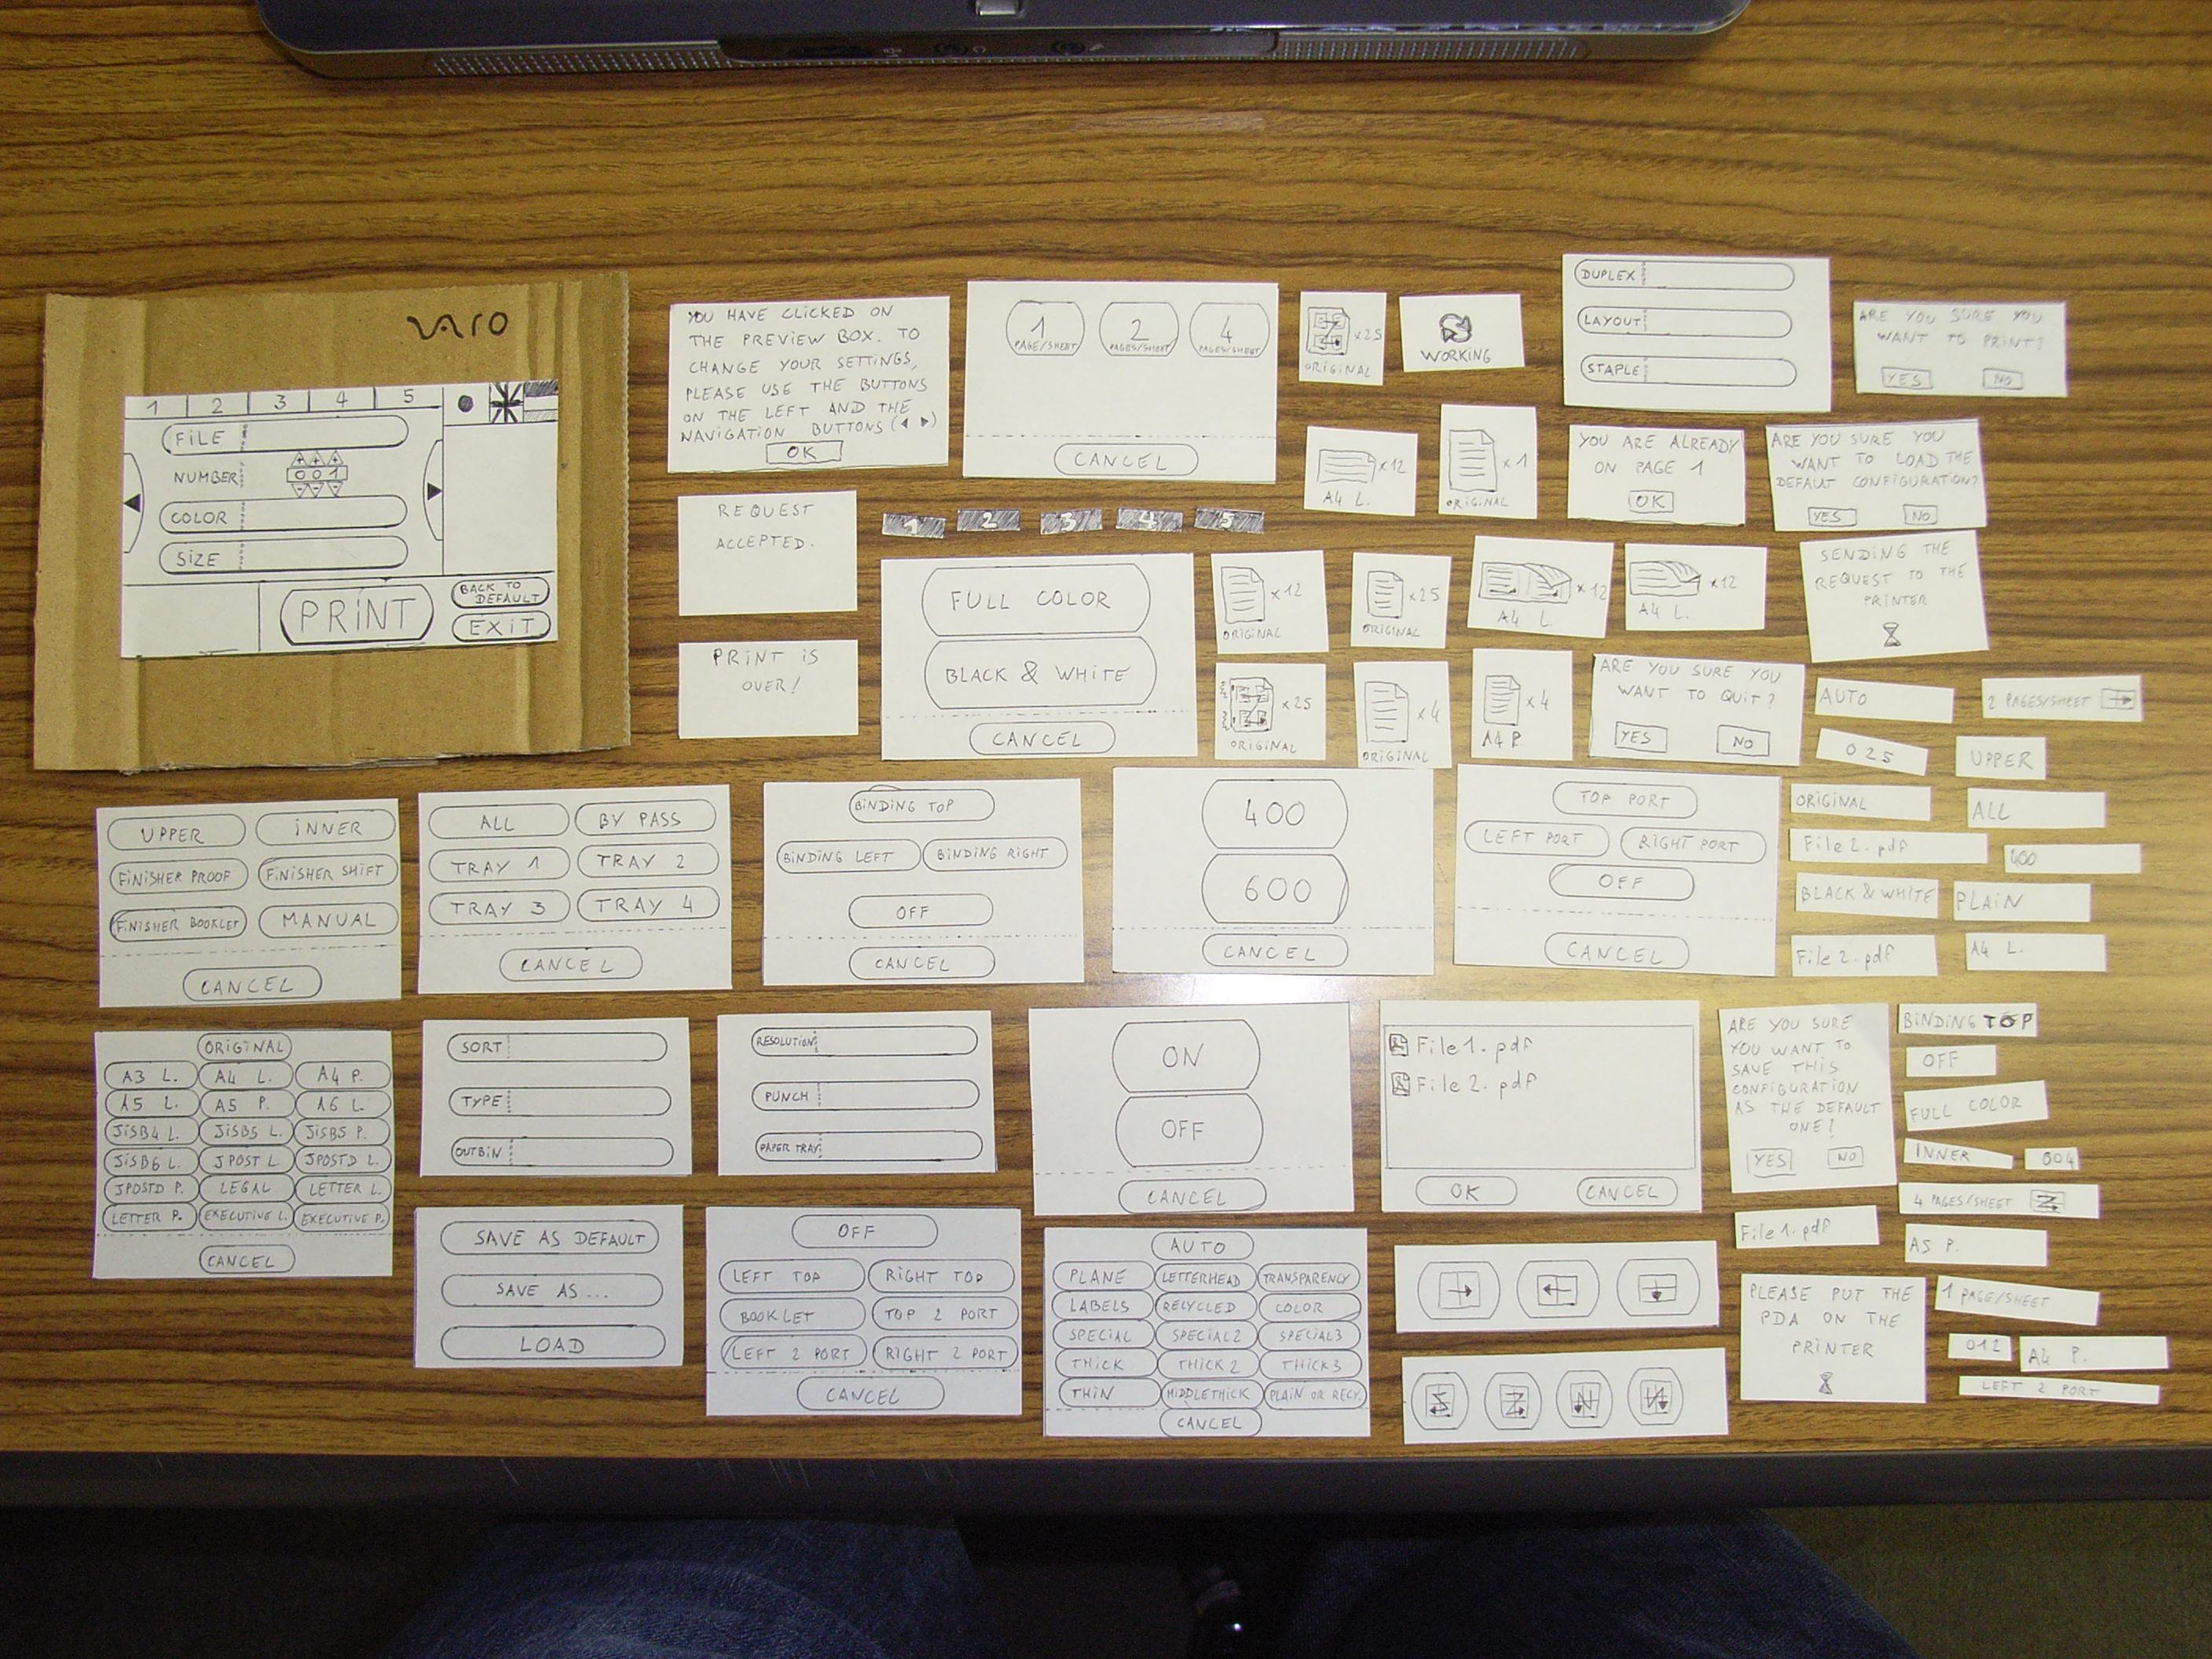 VAIO
1 2 3 4 5
FILE
NUMBER
+ + +
0 0 1
- - -
COLOR
SIZE
PRINT
BACK TO
DEFAULT
EXIT
YOU HAVE CLICKED ON
THE PREVIEW BOX. TO
CHANGE YOUR SETTINGS,
PLEASE USE THE BUTTONS
ON THE LEFT AND THE
NAVIGATION BUTTONS (◀ ▶)
OK
1
PAGE/SHEET
2
PAGES/SHEET
4
PAGES/SHEET
CANCEL
x25
ORIGINAL
WORKING
DUPLEX
LAYOUT
STAPLE
ARE YOU SURE YOU
WANT TO PRINT?
YES NO
x12
A4 L.
x1
ORIGINAL
YOU ARE ALREADY
ON PAGE 1
OK
ARE YOU SURE YOU
WANT TO LOAD THE
DEFAULT CONFIGURATION?
YES NO
REQUEST
ACCEPTED.
1 2 3 4 5
PRINT IS
OVER!
FULL COLOR
BLACK & WHITE
CANCEL
x12
ORIGINAL
x25
ORIGINAL
x12
A4 L.
x12
A4 L.
SENDING THE
REQUEST TO THE
PRINTER
x25
ORIGINAL
x4
ORIGINAL
x4
A4 P.
ARE YOU SURE YOU
WANT TO QUIT?
YES NO
AUTO
2 PAGES/SHEET
025
UPPER
ORIGINAL
ALL
File 2. pdf
400
BLACK & WHITE
PLAIN
File 2. pdf
A4 L.
UPPER INNER
FINISHER PROOF FINISHER SHIFT
FINISHER BOOKLET MANUAL
CANCEL
ALL BY PASS
TRAY 1 TRAY 2
TRAY 3 TRAY 4
CANCEL
BINDING TOP
BINDING LEFT BINDING RIGHT
OFF
CANCEL
400
600
CANCEL
TOP PORT
LEFT PORT RIGHT PORT
OFF
CANCEL
ORIGINAL
A3 L. A4 L. A4 P.
A5 L. A5 P. A6 L.
JISB4 L. JISB5 L. JISB5 P.
JISB6 L. JPOST L. JPOSTD L.
JPOSTD P. LEGAL LETTER L.
LETTER P. EXECUTIVE L. EXECUTIVE P.
CANCEL
SORT
TYPE
OUTBIN
RESOLUTION
PUNCH
PAPER TRAY
ON
OFF
CANCEL
File 1. pdf
File 2. pdf
OK CANCEL
ARE YOU SURE
YOU WANT TO
SAVE THIS
CONFIGURATION
AS THE DEFAULT
ONE?
YES NO
BINDING TOP
OFF
FULL COLOR
INNER
004
4 PAGES/SHEET
File 1. pdf
A5 P.
SAVE AS DEFAULT
SAVE AS...
LOAD
OFF
LEFT TOP RIGHT TOP
BOOKLET TOP 2 PORT
LEFT 2 PORT RIGHT 2 PORT
CANCEL
AUTO
PLANE LETTERHEAD TRANSPARENCY
LABELS RECYCLED COLOR
SPECIAL SPECIAL2 SPECIAL3
THICK THICK 2 THICK3
THIN MIDDLETHICK PLAIN OR RECY.
CANCEL
PLEASE PUT THE
PDA ON THE
PRINTER
1 PAGE/SHEET
012
A4 P.
LEFT 2 PORT